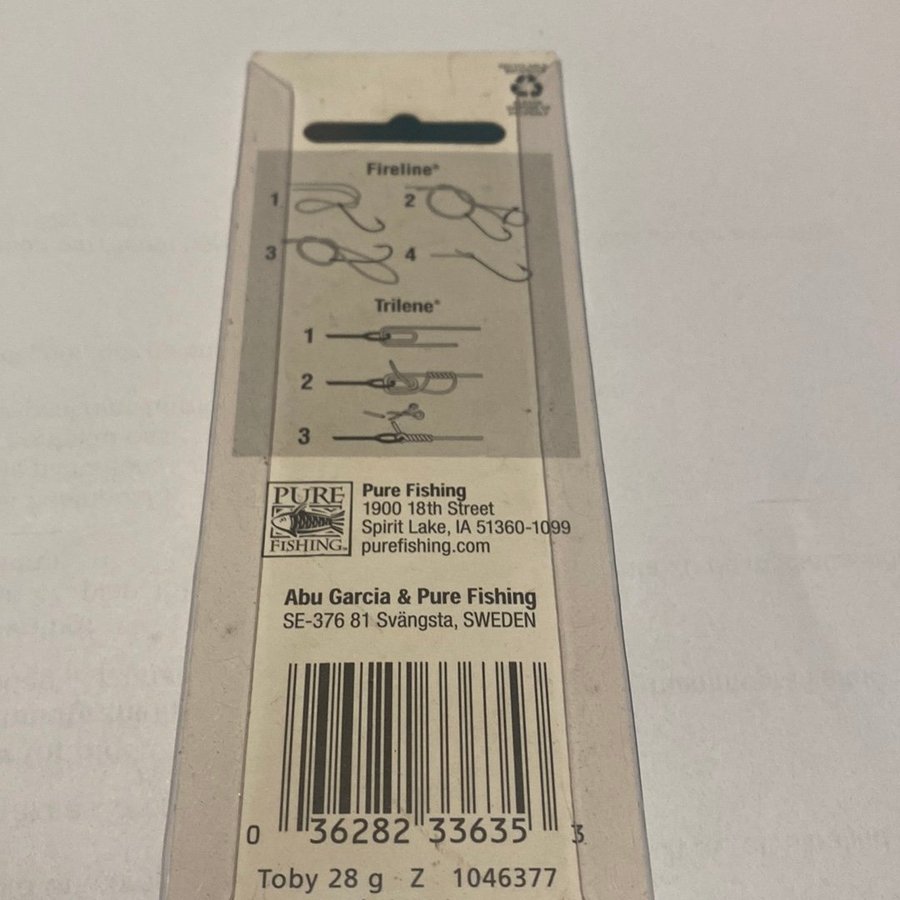 Fireline®
1 2
3 4
Trilene®
1
2
3
PURE
FISHING
Pure Fishing
1900 18th Street
Spirit Lake, IA 51360-1099
purefishing.com
Abu Garcia & Pure Fishing
SE-376 81 Svängsta, SWEDEN
0 36282 33635 3
Toby 28 g Z 1046377